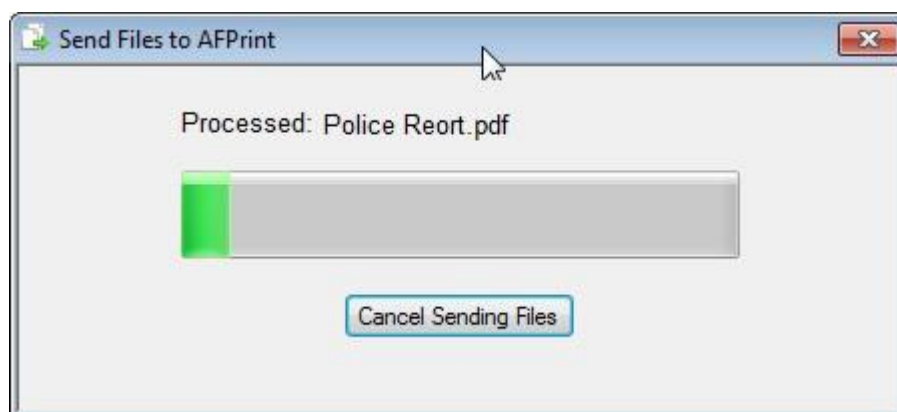 Send Files to AFPrint
Processed: Police Reort.pdf
Cancel Sending Files